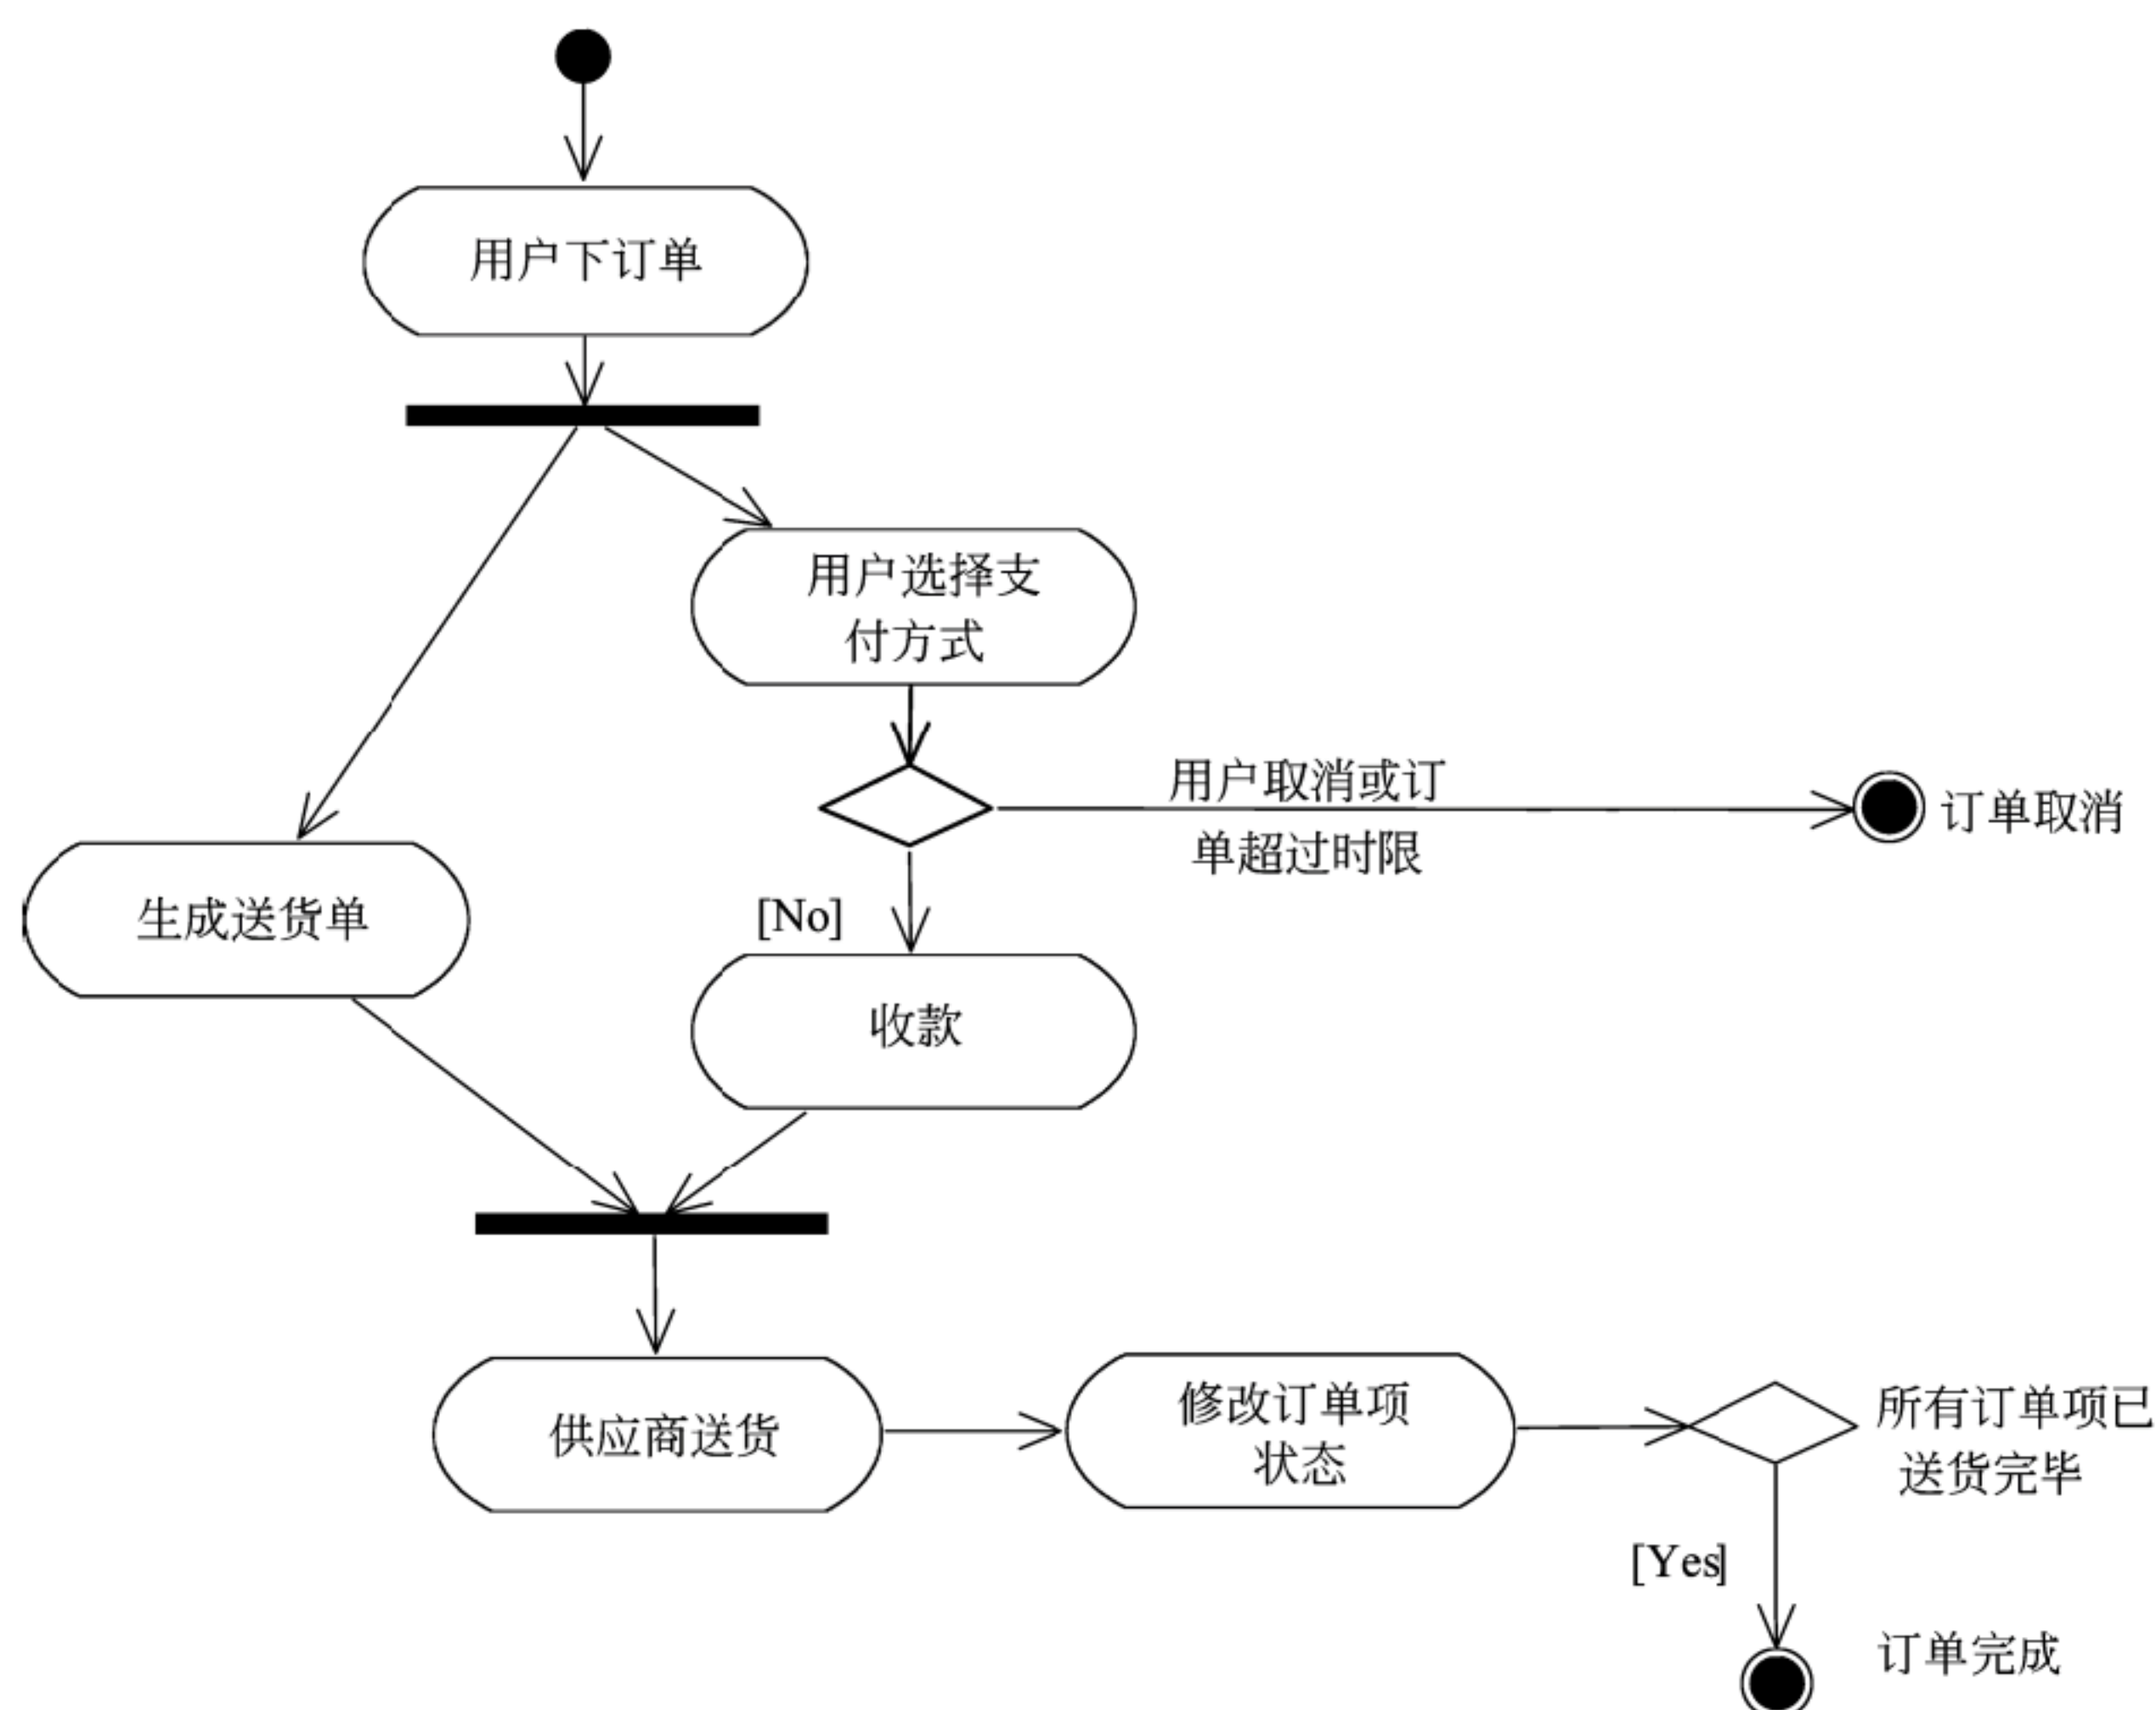 用户下订单
用户选择支
付方式
用户取消或订
单超过时限
订单取消
生成送货单
[No]
收款
供应商送货
修改订单项
状态
所有订单项已
送货完毕
[Yes]
订单完成